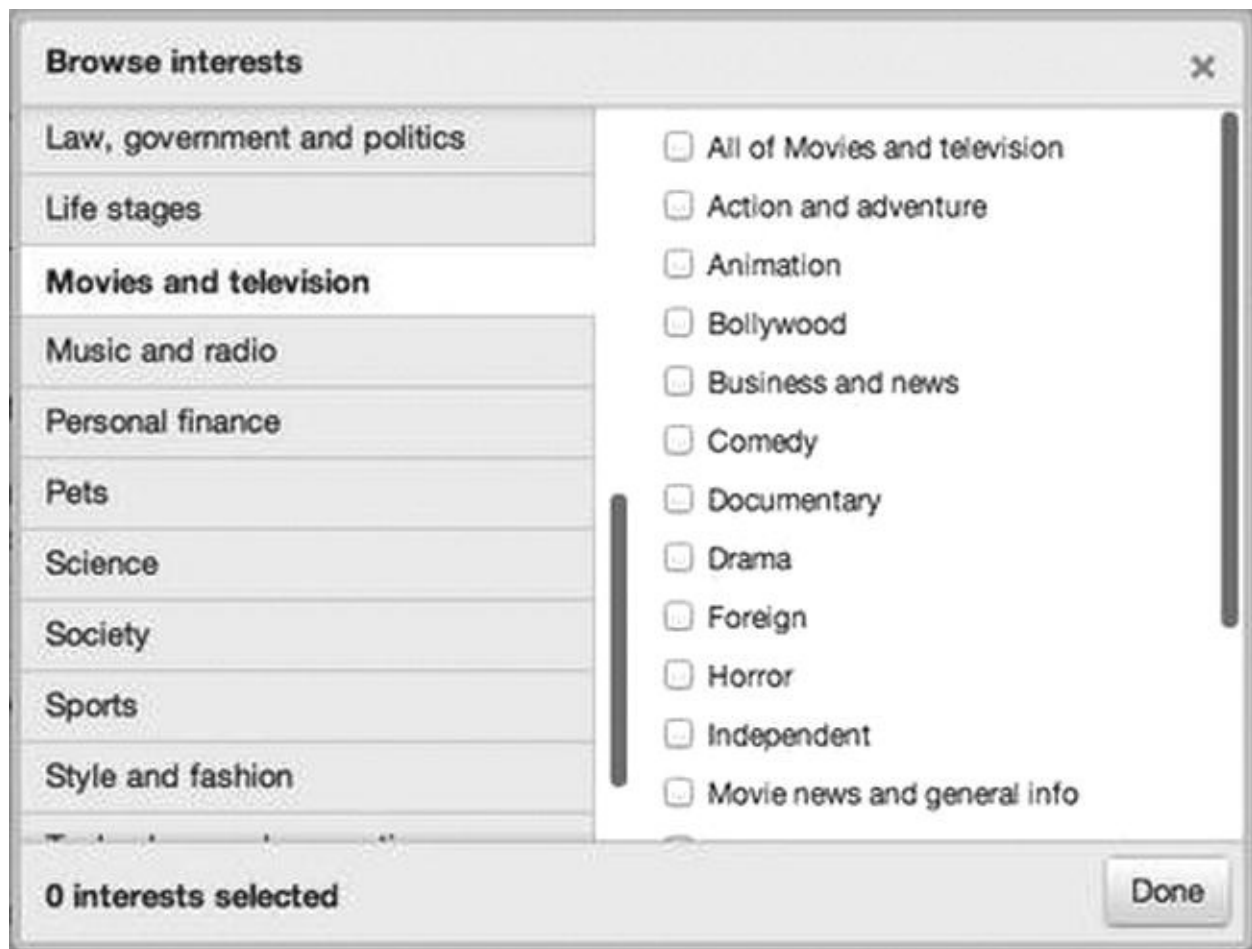 Browse interests
×
Law, government and politics
Life stages
Movies and television
Music and radio
Personal finance
Pets
Science
Society
Sports
Style and fashion
All of Movies and television
Action and adventure
Animation
Bollywood
Business and news
Comedy
Documentary
Drama
Foreign
Horror
Independent
Movie news and general info
0 interests selected
Done